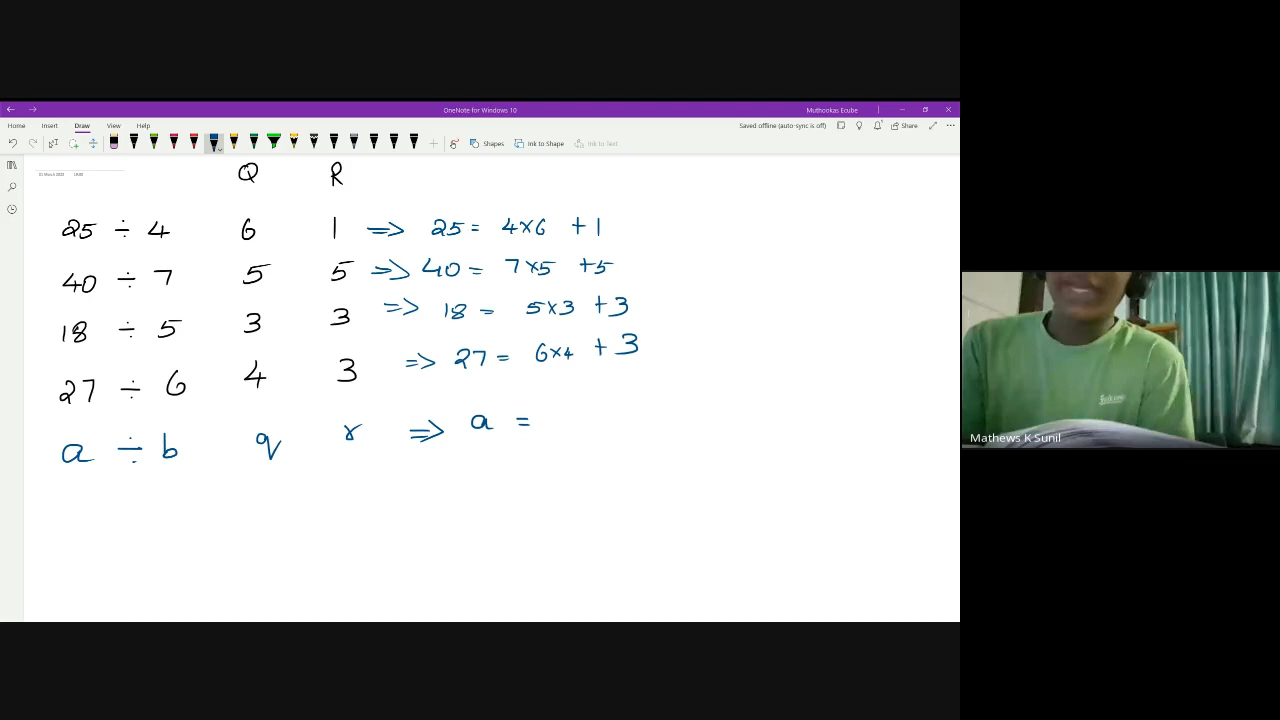 OneNote for Windows 10
Muthookas Ecube
Home Insert Draw View Help
Saved offline (auto-sync is off)
Share
Shapes
Ink to Shape
Ink to Text
01 March 2022
Q R
25 ÷ 4 6 1 ⇒ 25 = 4×6 + 1
40 ÷ 7 5 5 ⇒ 40 = 7×5 +5
18 ÷ 5 3 3 ⇒ 18 = 5×3 +3
27 ÷ 6 4 3 ⇒ 27 = 6×4 + 3
a ÷ b q r ⇒ a =
Mathews K Sunil